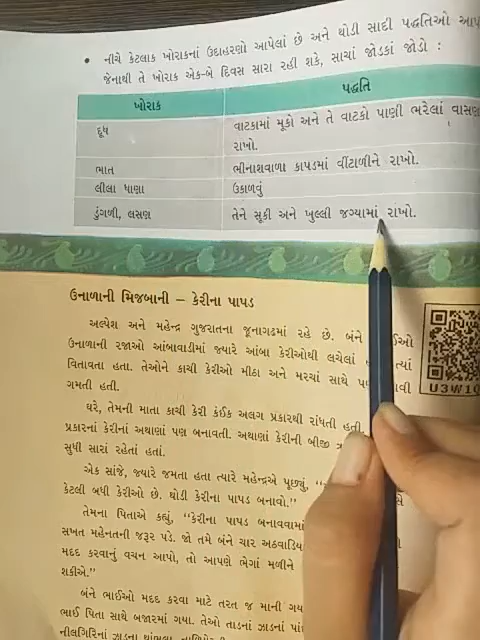 • નીચે કેટલાક ખોરાકનાં ઉદાહરણો આપેલાં છે અને થોડી સાદી પદ્ધતિઓ
જેનાથી તે ખોરાક એક-બે દિવસ સારા રહી શકે, સાચાં જોડકાં જોડો :
ખોરાક પદ્ધતિ
દૂધ વાટકામાં મૂકો અને તે વાટકો પાણી ભરેલાં વાસણ
રાખો.
ભાત ભીનાશવાળા કાપડમાં વીંટાળીને રાખો.
લીલા ધાણા ઉકાળવું
ડુંગળી, લસણ તેને સૂકી અને ખુલ્લી જગ્યામાં રાખો.
ઉનાળાની મિજબાની – કેરીના પાપડ
અલ્પેશ અને મહેન્દ્ર ગુજરાતના જૂનાગઢમાં રહે છે. બંને
ઉનાળાની રજાઓ આંબાવાડીમાં જ્યારે આંબા કેરીઓથી લચેલાં
વિતાવતા હતા. તેઓને કાચી કેરીઓ મીઠા અને મરચાં સાથે
ગમતી હતી.
ઘરે, તેમની માતા કાચી કેરી કંઈક અલગ પ્રકારથી રાંધતી હતી
પ્રકારનાં કેરીનાં અથાણાં પણ બનાવતી. અથાણાં કેરીની બીજી
સુધી સારાં રહેતાં હતાં.
એક સાંજે, જ્યારે જમતા હતા ત્યારે મહેન્દ્રએ પૂછ્યું,
કેટલી બધી કેરીઓ છે. થોડી કેરીના પાપડ બનાવો.''
તેમના પિતાએ કહ્યું, ''કેરીના પાપડ બનાવવામાં
સખત મહેનતની જરૂર પડે. જો તમે બંને ચાર અઠવાડિયા
મદદ કરવાનું વચન આપો, તો આપણે ભેગાં મળીને
શકીએ.''
બંને ભાઈઓ મદદ કરવા માટે તરત જ માની ગયા
ભાઈ પિતા સાથે બજારમાં ગયા. તેઓ તાડનાં ઝાડનાં
નીલગિરિનાં ઝાડના થાંભલા